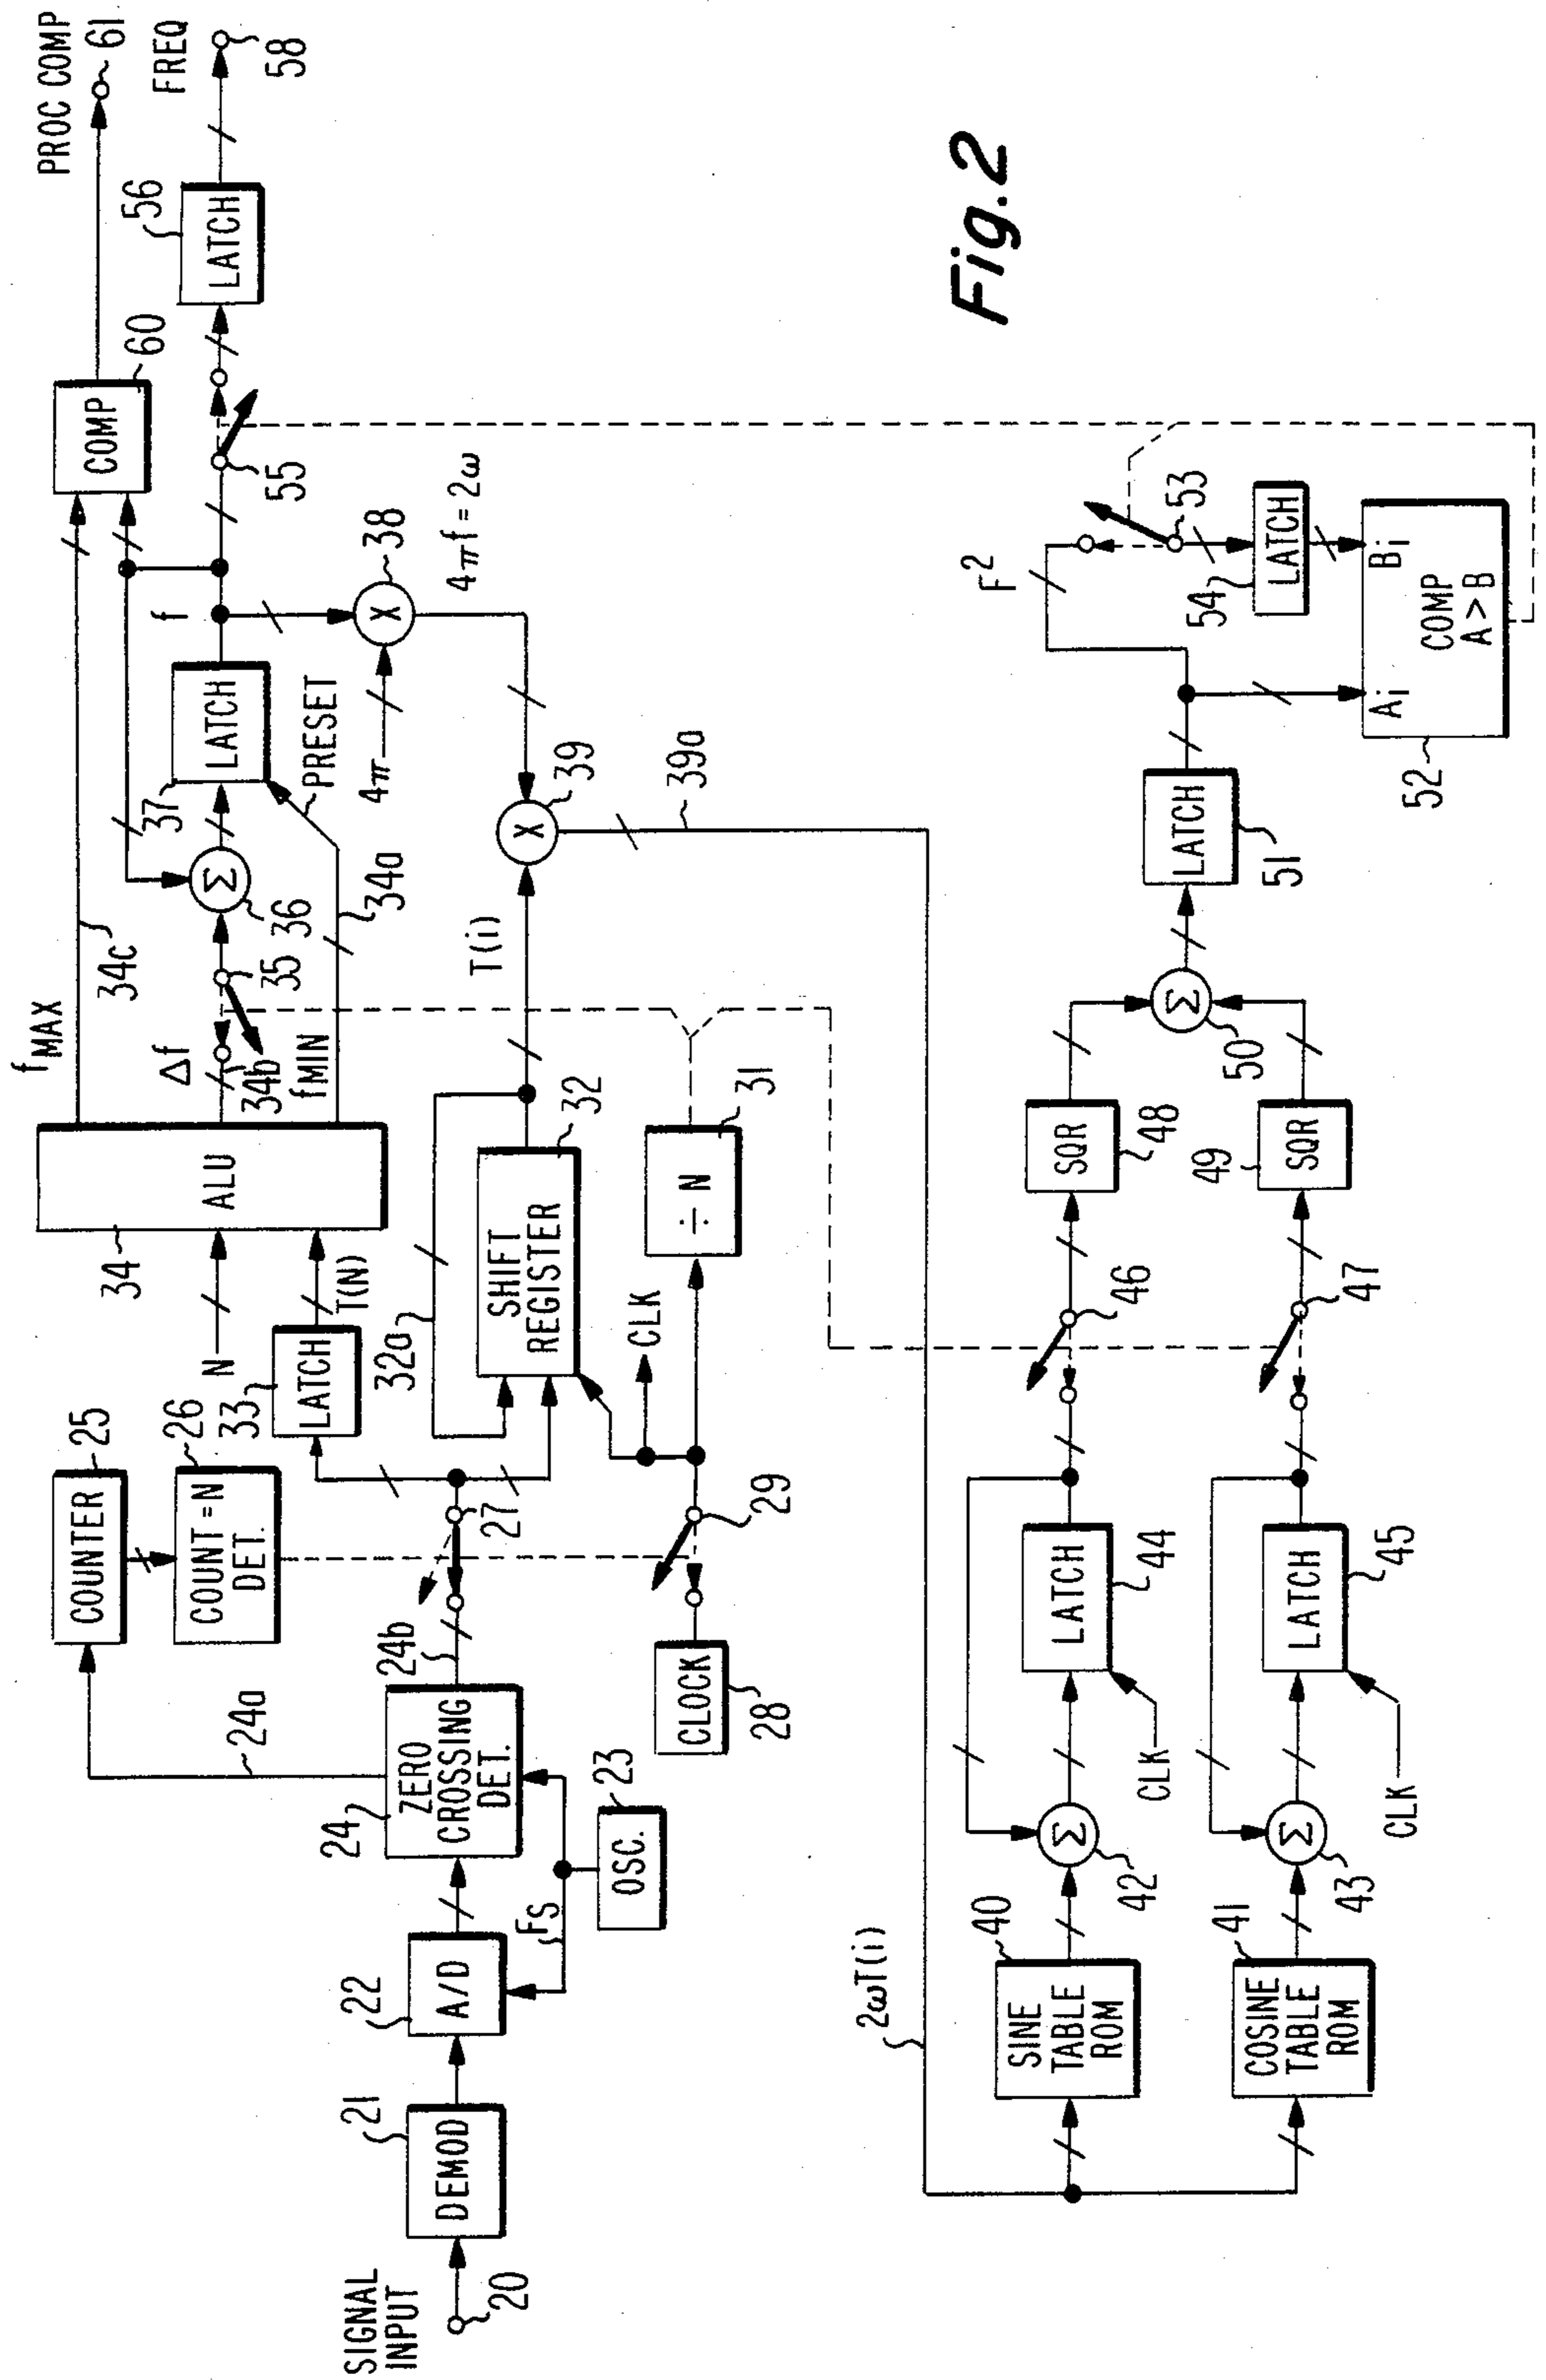 PROC COMP
61
FREQ
58
56
LATCH
60
COMP
55
f
38
X
4πf = 2ω
4π
LATCH
37
PRESET
Σ
36
34a
35
34c
fMAX
Δf
34b
fMIN
ALU
34
N
T(N)
LATCH
33
39
X
39a
T(i)
32
SHIFT
REGISTER
32a
31
÷ N
CLK
25
COUNTER
26
COUNT = N
DET.
27
29
24b
24a
ZERO
CROSSING
DET.
24
CLOCK
28
23
OSC.
FS
22
A/D
21
DEMOD
SIGNAL
INPUT
20
2ωT(i)
40
SINE
TABLE
ROM
41
COSINE
TABLE
ROM
Σ
42
Σ
43
CLK
CLK
LATCH
44
LATCH
45
46
47
SQR
48
49
SQR
Σ
50
LATCH
51
F2
53
54
LATCH
Ai
Bi
COMP
A > B
52
Fig.2